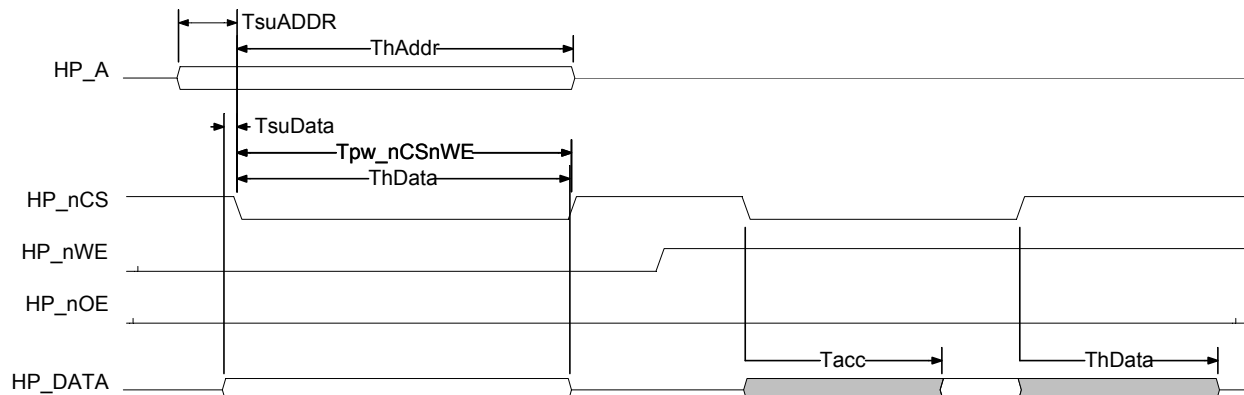 TsuADDR
ThAddr
HP_A
TsuData
Tpw_nCSnWE
ThData
HP_nCS
HP_nWE
HP_nOE
Tacc
ThData
HP_DATA